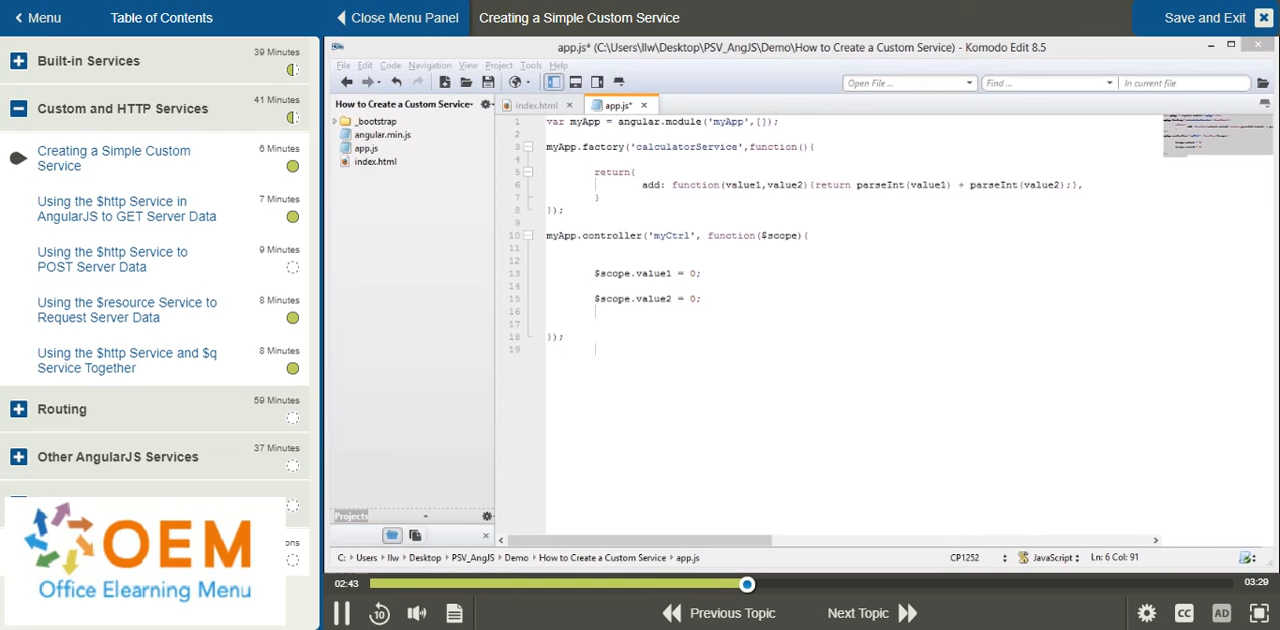 Menu
Table of Contents
Close Menu Panel
Creating a Simple Custom Service
Save and Exit
Built-in Services
39 Minutes
Custom and HTTP Services
41 Minutes
Creating a Simple Custom
Service
6 Minutes
Using the $http Service in
AngularJS to GET Server Data
7 Minutes
Using the $http Service to
POST Server Data
9 Minutes
Using the $resource Service to
Request Server Data
8 Minutes
Using the $http Service and $q
Service Together
8 Minutes
Routing
59 Minutes
Other AngularJS Services
37 Minutes
ons
OEM
Office Elearning Menu
app.js* (C:\Users\llw\Desktop\PSV_AngJS\Demo\How to Create a Custom Service) - Komodo Edit 8.5
File Edit Code Navigation View Project Tools Help
Open File...
Find...
In current file
How to Create a Custom Service
_bootstrap
angular.min.js
app.js
index.html
Projects
index.html
app.js*
1 var myApp = angular.module('myApp',[]);
2
3 myApp.factory('calculatorService',function(){
4
5 return{
6 add: function(value1,value2){return parseInt(value1) + parseInt(value2);},
7 }
8 });
9
10 myApp.controller('myCtrl', function($scope){
11
12
13 $scope.value1 = 0;
14
15 $scope.value2 = 0;
16
17
18 });
19
C: Users llw Desktop PSV_AngJS Demo How to Create a Custom Service app.js
CP1252
JavaScript
Ln: 6 Col: 91
02:43
03:29
10
Previous Topic
Next Topic
CC
AD